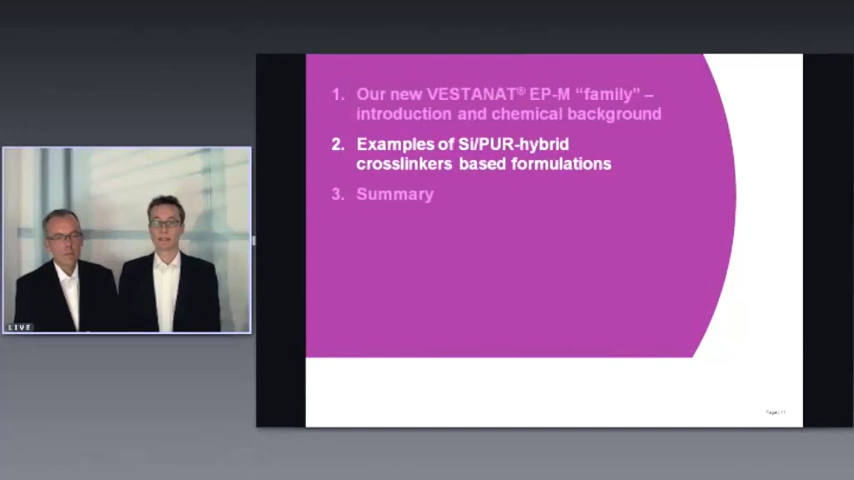 1. Our new VESTANAT® EP-M “family” –
introduction and chemical background
2. Examples of Si/PUR-hybrid
crosslinkers based formulations
3. Summary
LIVE